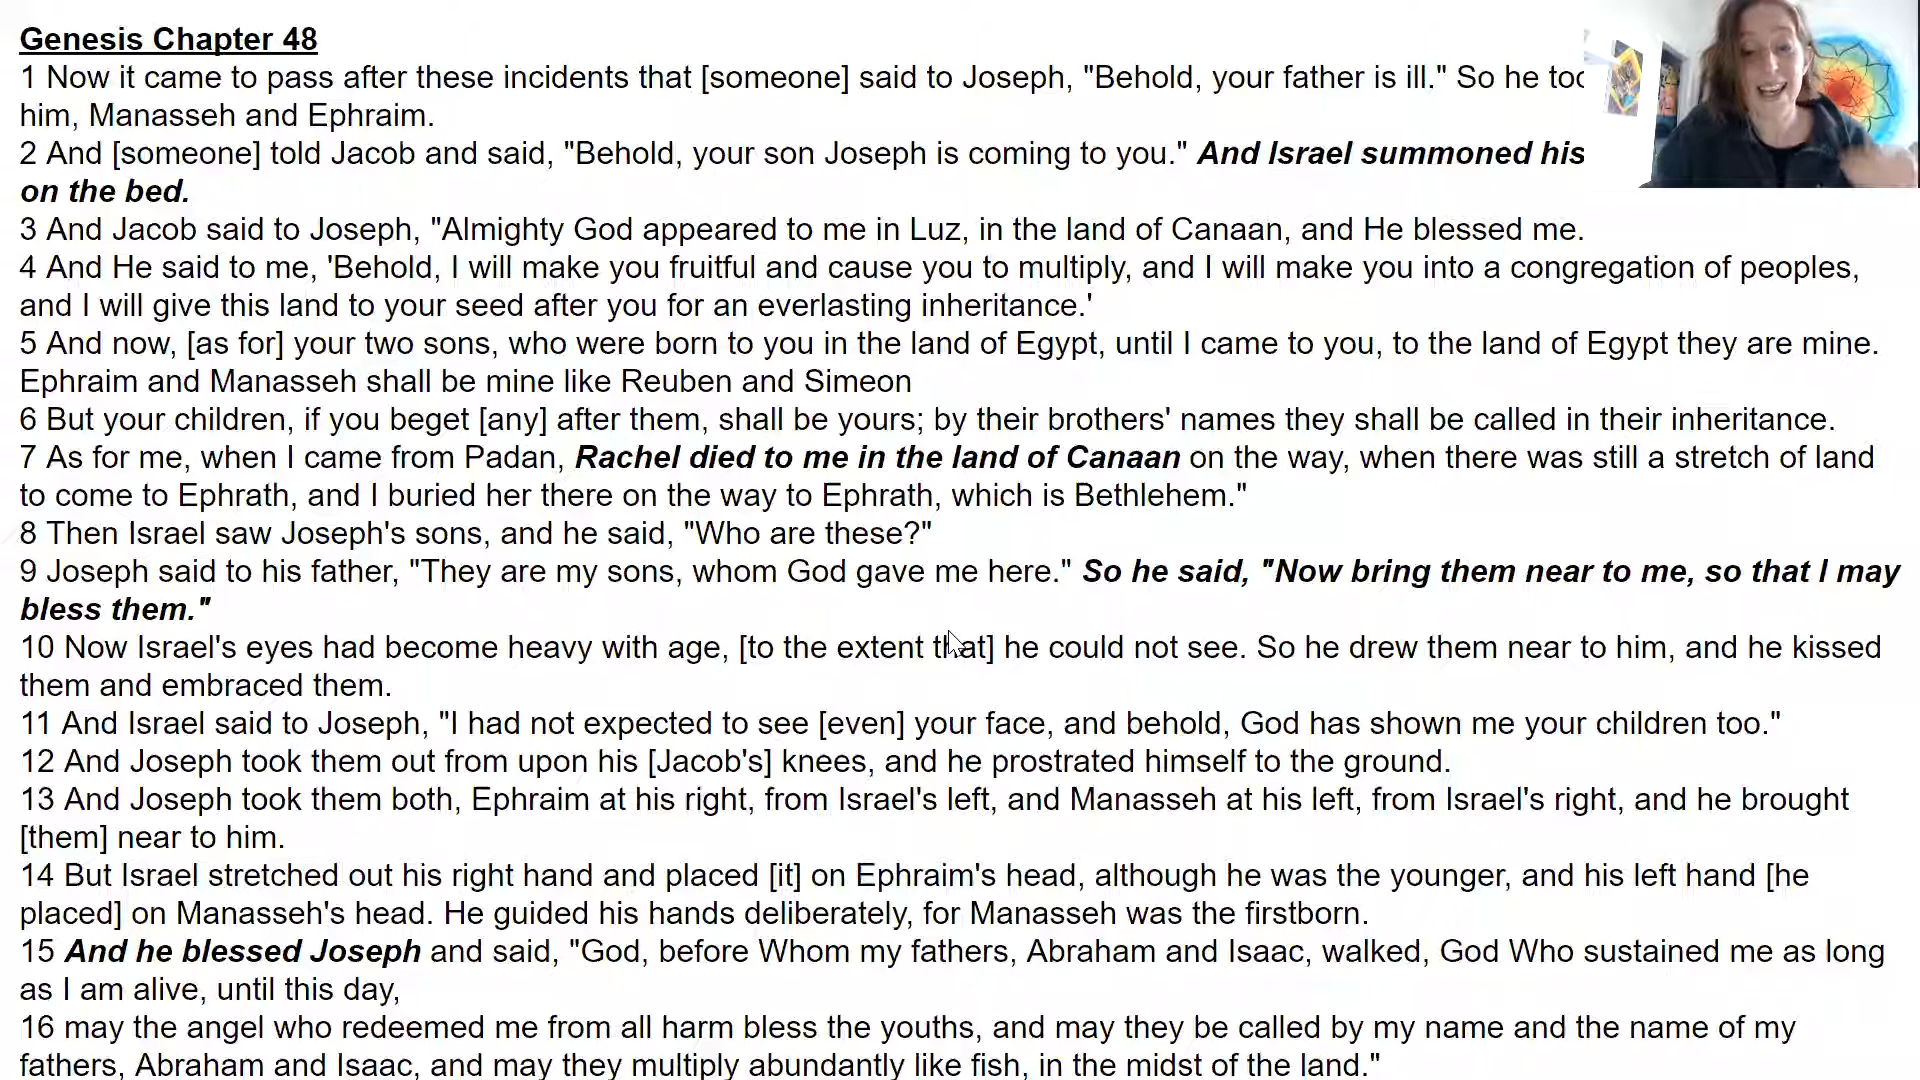 Genesis Chapter 48
1 Now it came to pass after these incidents that [someone] said to Joseph, "Behold, your father is ill." So he
him, Manasseh and Ephraim.
2 And [someone] told Jacob and said, "Behold, your son Joseph is coming to you." And Israel summoned his
on the bed.
3 And Jacob said to Joseph, "Almighty God appeared to me in Luz, in the land of Canaan, and He blessed me.
4 And He said to me, 'Behold, I will make you fruitful and cause you to multiply, and I will make you into a congregation of peoples,
and I will give this land to your seed after you for an everlasting inheritance.'
5 And now, [as for] your two sons, who were born to you in the land of Egypt, until I came to you, to the land of Egypt they are mine.
Ephraim and Manasseh shall be mine like Reuben and Simeon
6 But your children, if you beget [any] after them, shall be yours; by their brothers' names they shall be called in their inheritance.
7 As for me, when I came from Padan, Rachel died to me in the land of Canaan on the way, when there was still a stretch of land
to come to Ephrath, and I buried her there on the way to Ephrath, which is Bethlehem."
8 Then Israel saw Joseph's sons, and he said, "Who are these?"
9 Joseph said to his father, "They are my sons, whom God gave me here." So he said, "Now bring them near to me, so that I may
bless them."
10 Now Israel's eyes had become heavy with age, [to the extent that] he could not see. So he drew them near to him, and he kissed
them and embraced them.
11 And Israel said to Joseph, "I had not expected to see [even] your face, and behold, God has shown me your children too."
12 And Joseph took them out from upon his [Jacob's] knees, and he prostrated himself to the ground.
13 And Joseph took them both, Ephraim at his right, from Israel's left, and Manasseh at his left, from Israel's right, and he brought
[them] near to him.
14 But Israel stretched out his right hand and placed [it] on Ephraim's head, although he was the younger, and his left hand [he
placed] on Manasseh's head. He guided his hands deliberately, for Manasseh was the firstborn.
15 And he blessed Joseph and said, "God, before Whom my fathers, Abraham and Isaac, walked, God Who sustained me as long
as I am alive, until this day,
16 may the angel who redeemed me from all harm bless the youths, and may they be called by my name and the name of my
fathers, Abraham and Isaac, and may they multiply abundantly like fish, in the midst of the land."